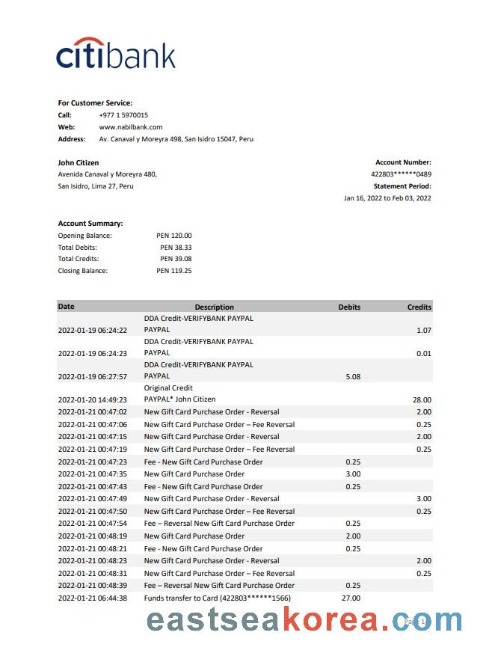 citibank
For Customer Service:
Call: +977 1 5970015
Web: www.nabilbank.com
Address: Av. Canaval y Moreyra 498, San Isidro 15047, Peru
John Citizen Account Number:
Avenida Canaval y Moreyra 480, 422803******0489
San Isidro, Lima 27, Peru Statement Period:
Jan 16, 2022 to Feb 03, 2022
Account Summary:
Opening Balance: PEN 120.00
Total Debits: PEN 38.33
Total Credits: PEN 39.08
Closing Balance: PEN 119.25
Date Description Debits Credits
DDA Credit-VERIFYBANK PAYPAL
2022-01-19 06:24:22 PAYPAL 1.07
DDA Credit-VERIFYBANK PAYPAL
2022-01-19 06:24:23 PAYPAL 0.01
DDA Credit-VERIFYBANK PAYPAL
2022-01-19 06:27:57 PAYPAL 5.08
Original Credit
2022-01-20 14:49:23 PAYPAL* John Citizen 28.00
2022-01-21 00:47:02 New Gift Card Purchase Order - Reversal 2.00
2022-01-21 00:47:06 New Gift Card Purchase Order – Fee Reversal 0.25
2022-01-21 00:47:15 New Gift Card Purchase Order - Reversal 2.00
2022-01-21 00:47:19 New Gift Card Purchase Order – Fee Reversal 0.25
2022-01-21 00:47:23 Fee - New Gift Card Purchase Order 0.25
2022-01-21 00:47:35 New Gift Card Purchase Order 3.00
2022-01-21 00:47:43 Fee - New Gift Card Purchase Order 0.25
2022-01-21 00:47:49 New Gift Card Purchase Order - Reversal 3.00
2022-01-21 00:47:50 New Gift Card Purchase Order – Fee Reversal 0.25
2022-01-21 00:47:54 Fee – Reversal New Gift Card Purchase Order 0.25
2022-01-21 00:48:19 New Gift Card Purchase Order 2.00
2022-01-21 00:48:21 Fee - New Gift Card Purchase Order 0.25
2022-01-21 00:48:23 New Gift Card Purchase Order - Reversal 2.00
2022-01-21 00:48:31 New Gift Card Purchase Order – Fee Reversal 0.25
2022-01-21 00:48:39 Fee – Reversal New Gift Card Purchase Order 0.25
2022-01-21 06:44:38 Funds transfer to Card (422803******1566) 27.00
eastseakorea.com